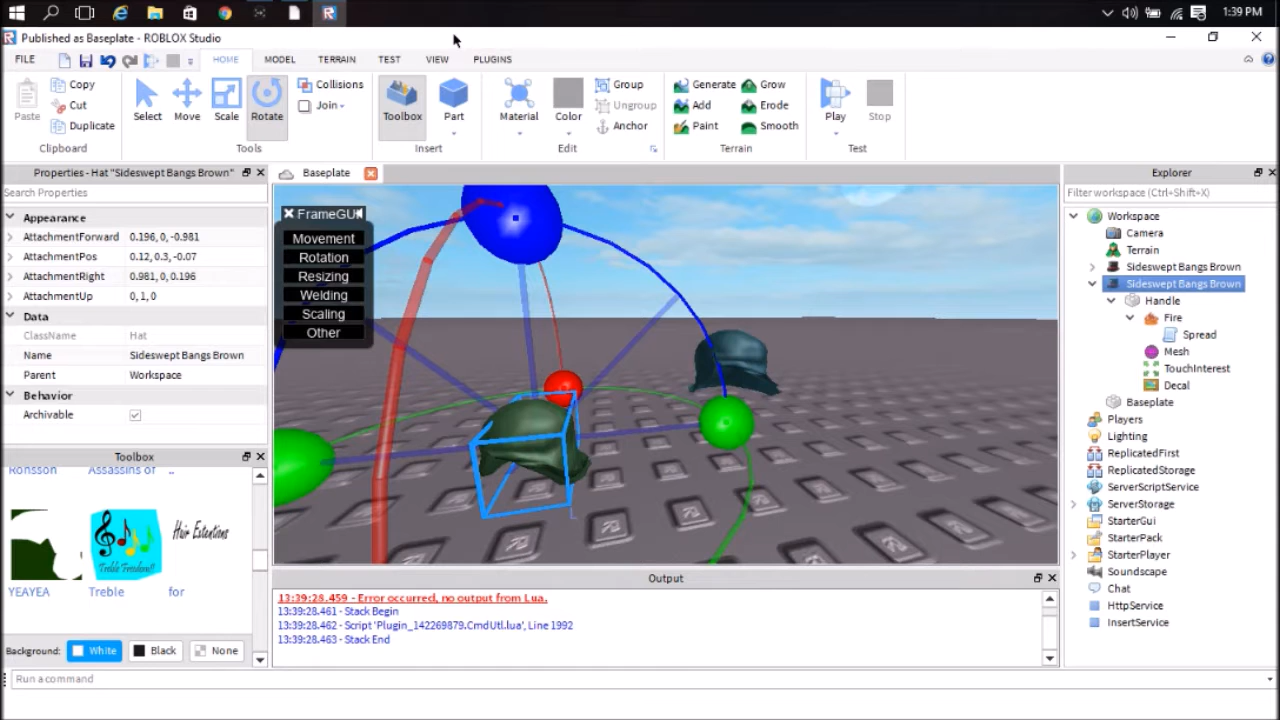 1:39 PM
Published as Baseplate - ROBLOX Studio
FILE HOME MODEL TERRAIN TEST VIEW PLUGINS
Paste Copy Cut Duplicate Clipboard
Select Move Scale Rotate Collisions Join Tools
Toolbox Part Insert
Material Color Group Ungroup Anchor Edit
Generate Add Paint Grow Erode Smooth Terrain
Play Stop Test
Properties - Hat "Sideswept Bangs Brown"
Search Properties
Appearance
AttachmentForward 0.196, 0, -0.981
AttachmentPos 0.12, 0.3, -0.07
AttachmentRight 0.981, 0, 0.196
AttachmentUp 0, 1, 0
Data
ClassName Hat
Name Sideswept Bangs Brown
Parent Workspace
Behavior
Archivable
Toolbox
Ronsson Assassins of ..
Hair Extentions
Treble Freedom!!
YEAYEA Treble for
Background: White Black None
Run a command
Baseplate
FrameGUI
Movement
Rotation
Resizing
Welding
Scaling
Other
Output
13:39:28.459 - Error occurred, no output from Lua.
13:39:28.461 - Stack Begin
13:39:28.462 - Script 'Plugin_142269879.CmdUtl.lua', Line 1992
13:39:28.463 - Stack End
Explorer
Filter workspace (Ctrl+Shift+X)
Workspace
Camera
Terrain
Sideswept Bangs Brown
Sideswept Bangs Brown
Handle
Fire
Spread
Mesh
TouchInterest
Decal
Baseplate
Players
Lighting
ReplicatedFirst
ReplicatedStorage
ServerScriptService
ServerStorage
StarterGui
StarterPack
StarterPlayer
Soundscape
Chat
HttpService
InsertService